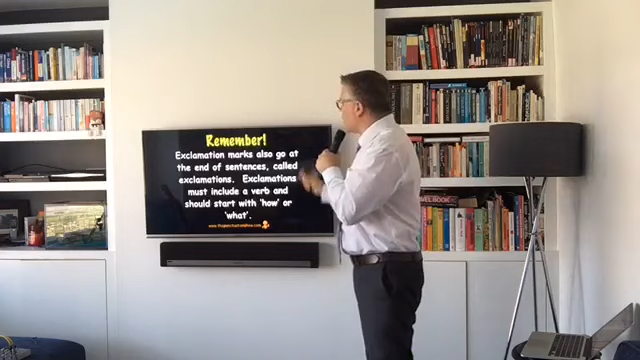 Remember!
Exclamation marks also go at
the end of sentences, called
exclamations. Exclamations
must include a verb and
should start with 'how' or
'what'.